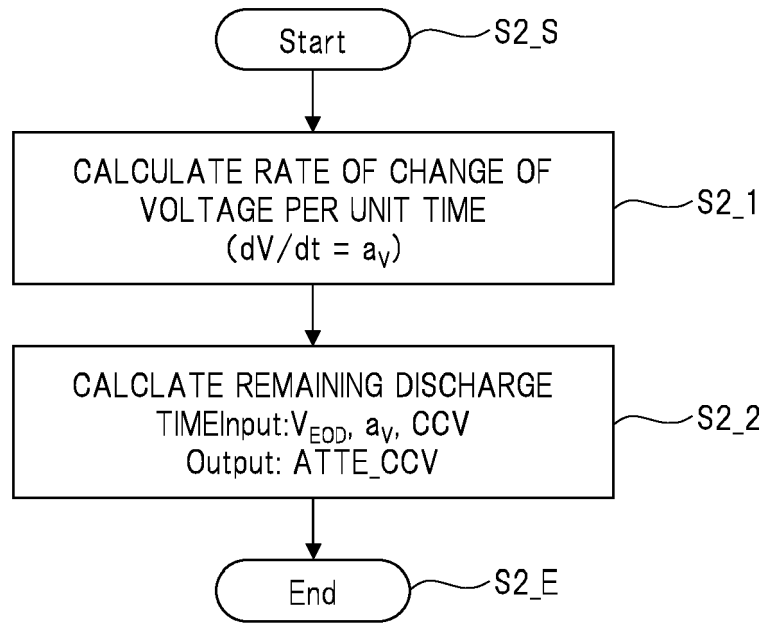 Start
S2_S
CALCULATE RATE OF CHANGE OF
VOLTAGE PER UNIT TIME
(dV/dt = aV)
S2_1
CALCLATE REMAINING DISCHARGE
TIMEInput:VEOD, aV, CCV
Output: ATTE_CCV
S2_2
End
S2_E